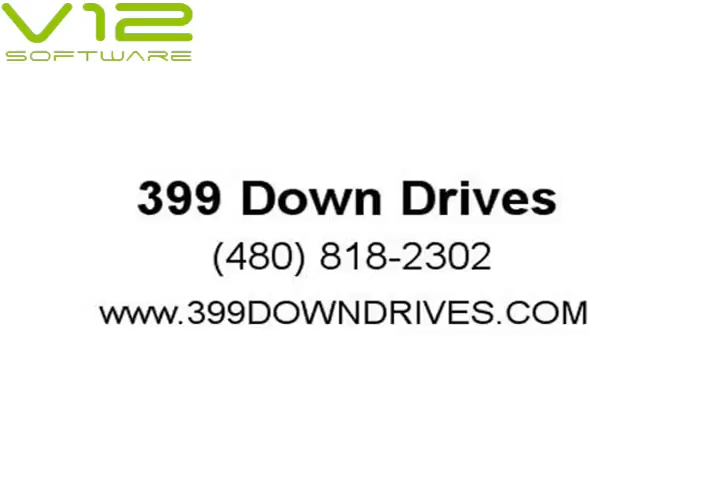 V12
SOFTWARE
399 Down Drives
(480) 818-2302
www.399DOWNDRIVES.COM